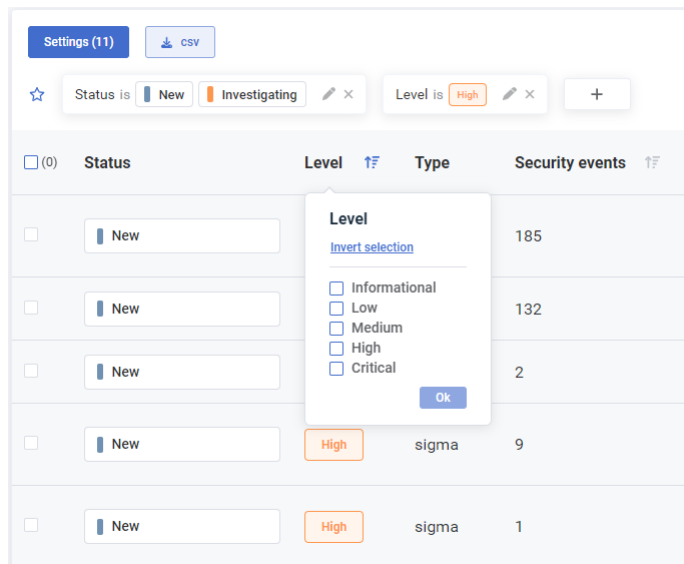 Settings (11) csv
Status is New Investigating Level is High +
(0) Status Level Type Security events
Level
Invert selection
New 185
Informational
New Low 132
Medium
High
New Critical 2
Ok
New High sigma 9
New High sigma 1